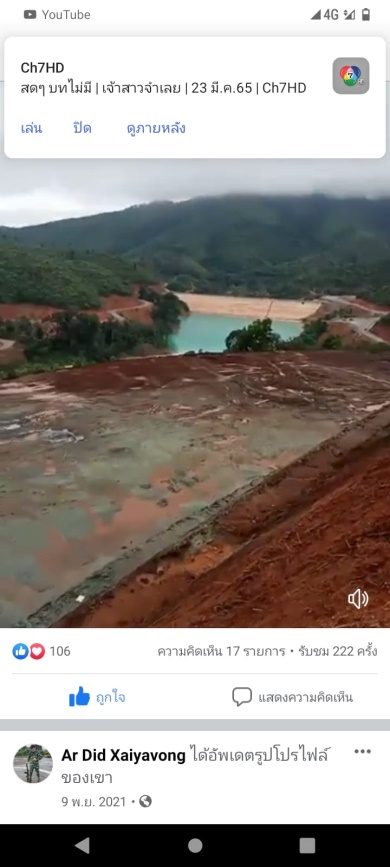 YouTube
4G
Ch7HD
สดๆ บทไม่มี | เจ้าสาวจำเลย | 23 มี.ค.65 | Ch7HD
เล่น ปิด ดูภายหลัง
106 ความคิดเห็น 17 รายการ • รับชม 222 ครั้ง
ถูกใจ แสดงความคิดเห็น
Ar Did Xaiyavong ได้อัพเดตรูปโปรไฟล์
ของเขา
9 พ.ย. 2021 •